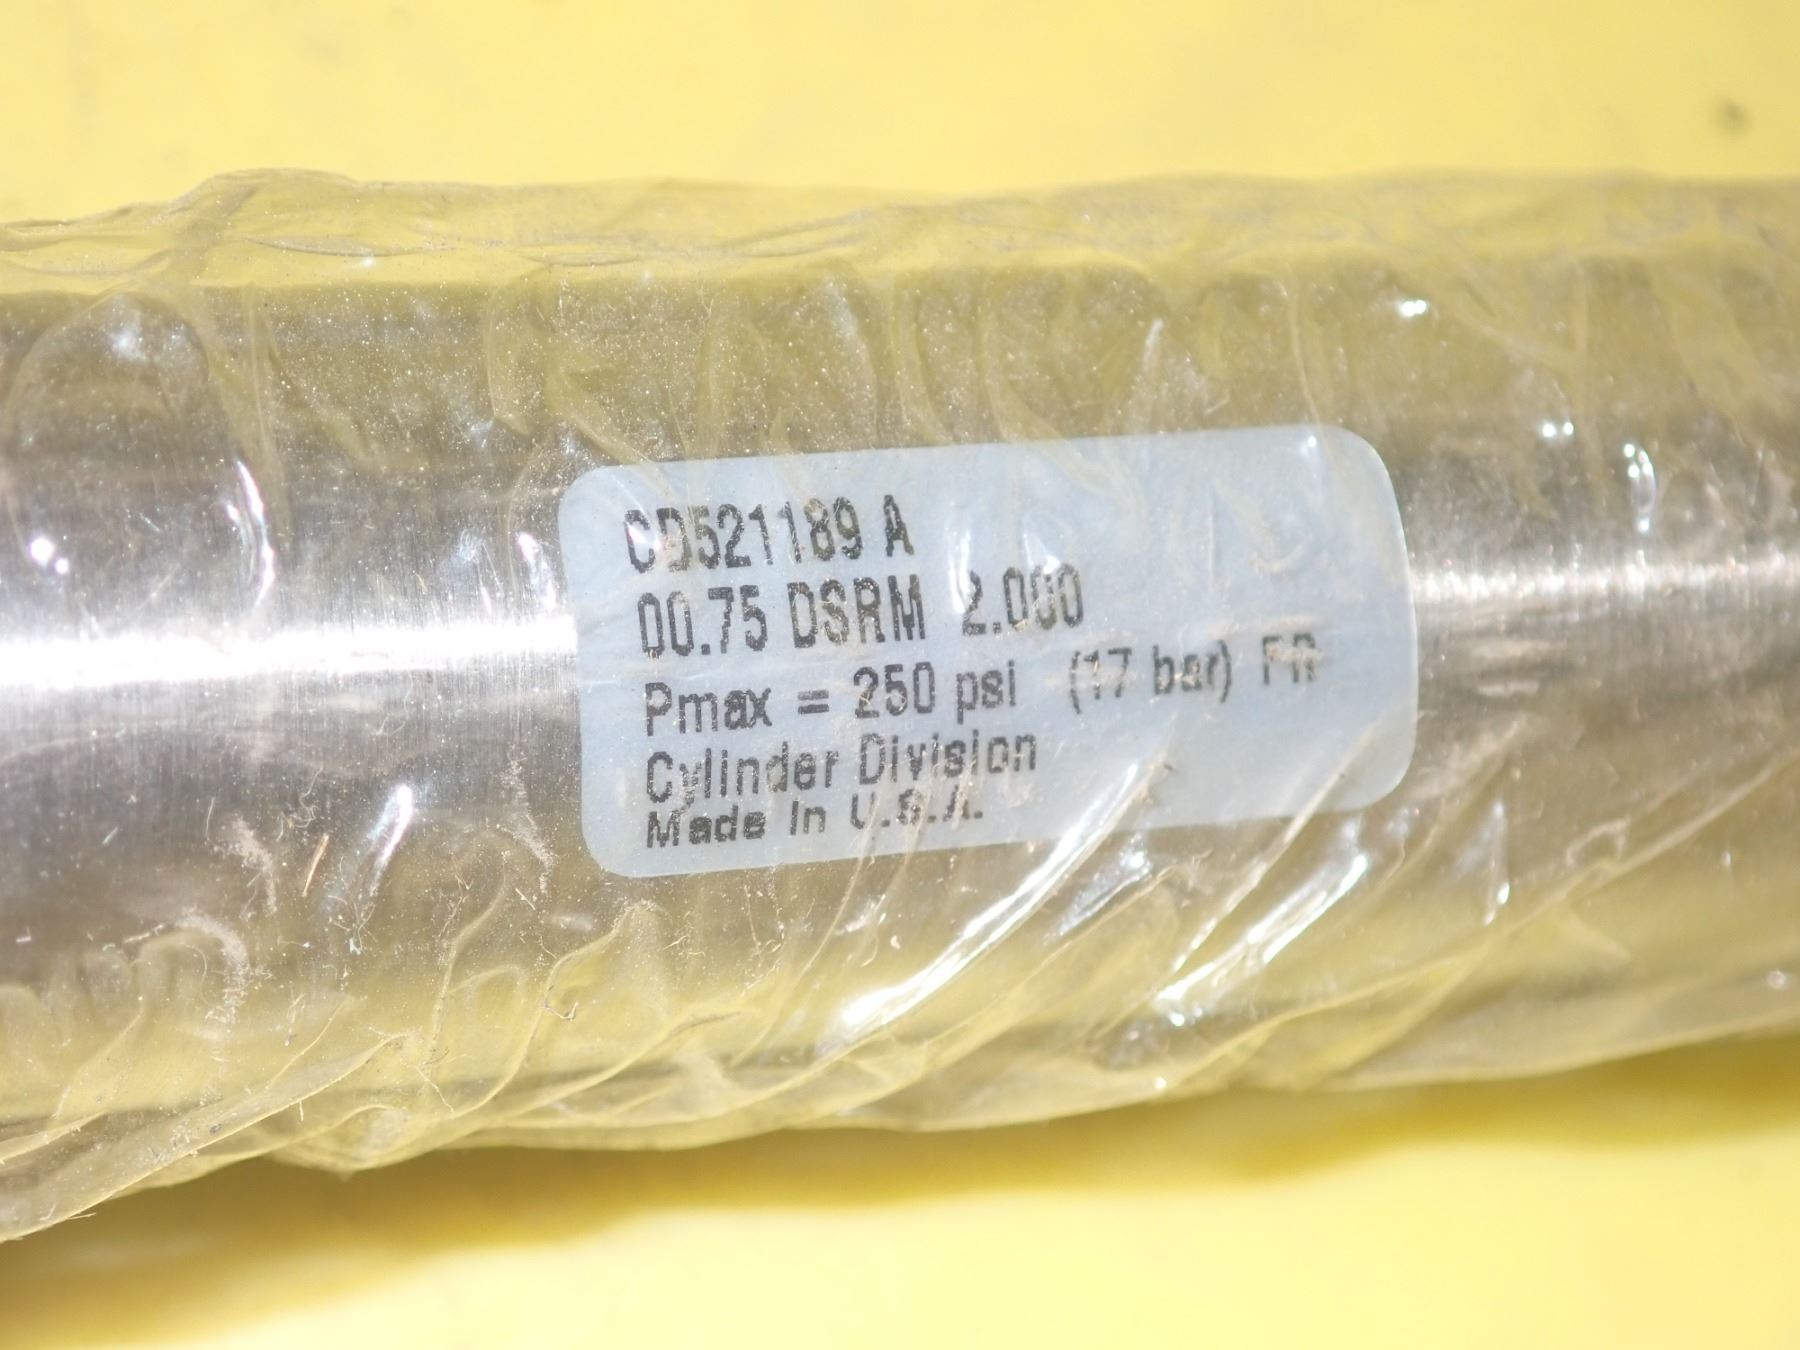 CD521189 A
00.75 DSRM 2.000
Pmax = 250 psi (17 bar) FR
Cylinder Division
Made In U.S.A.